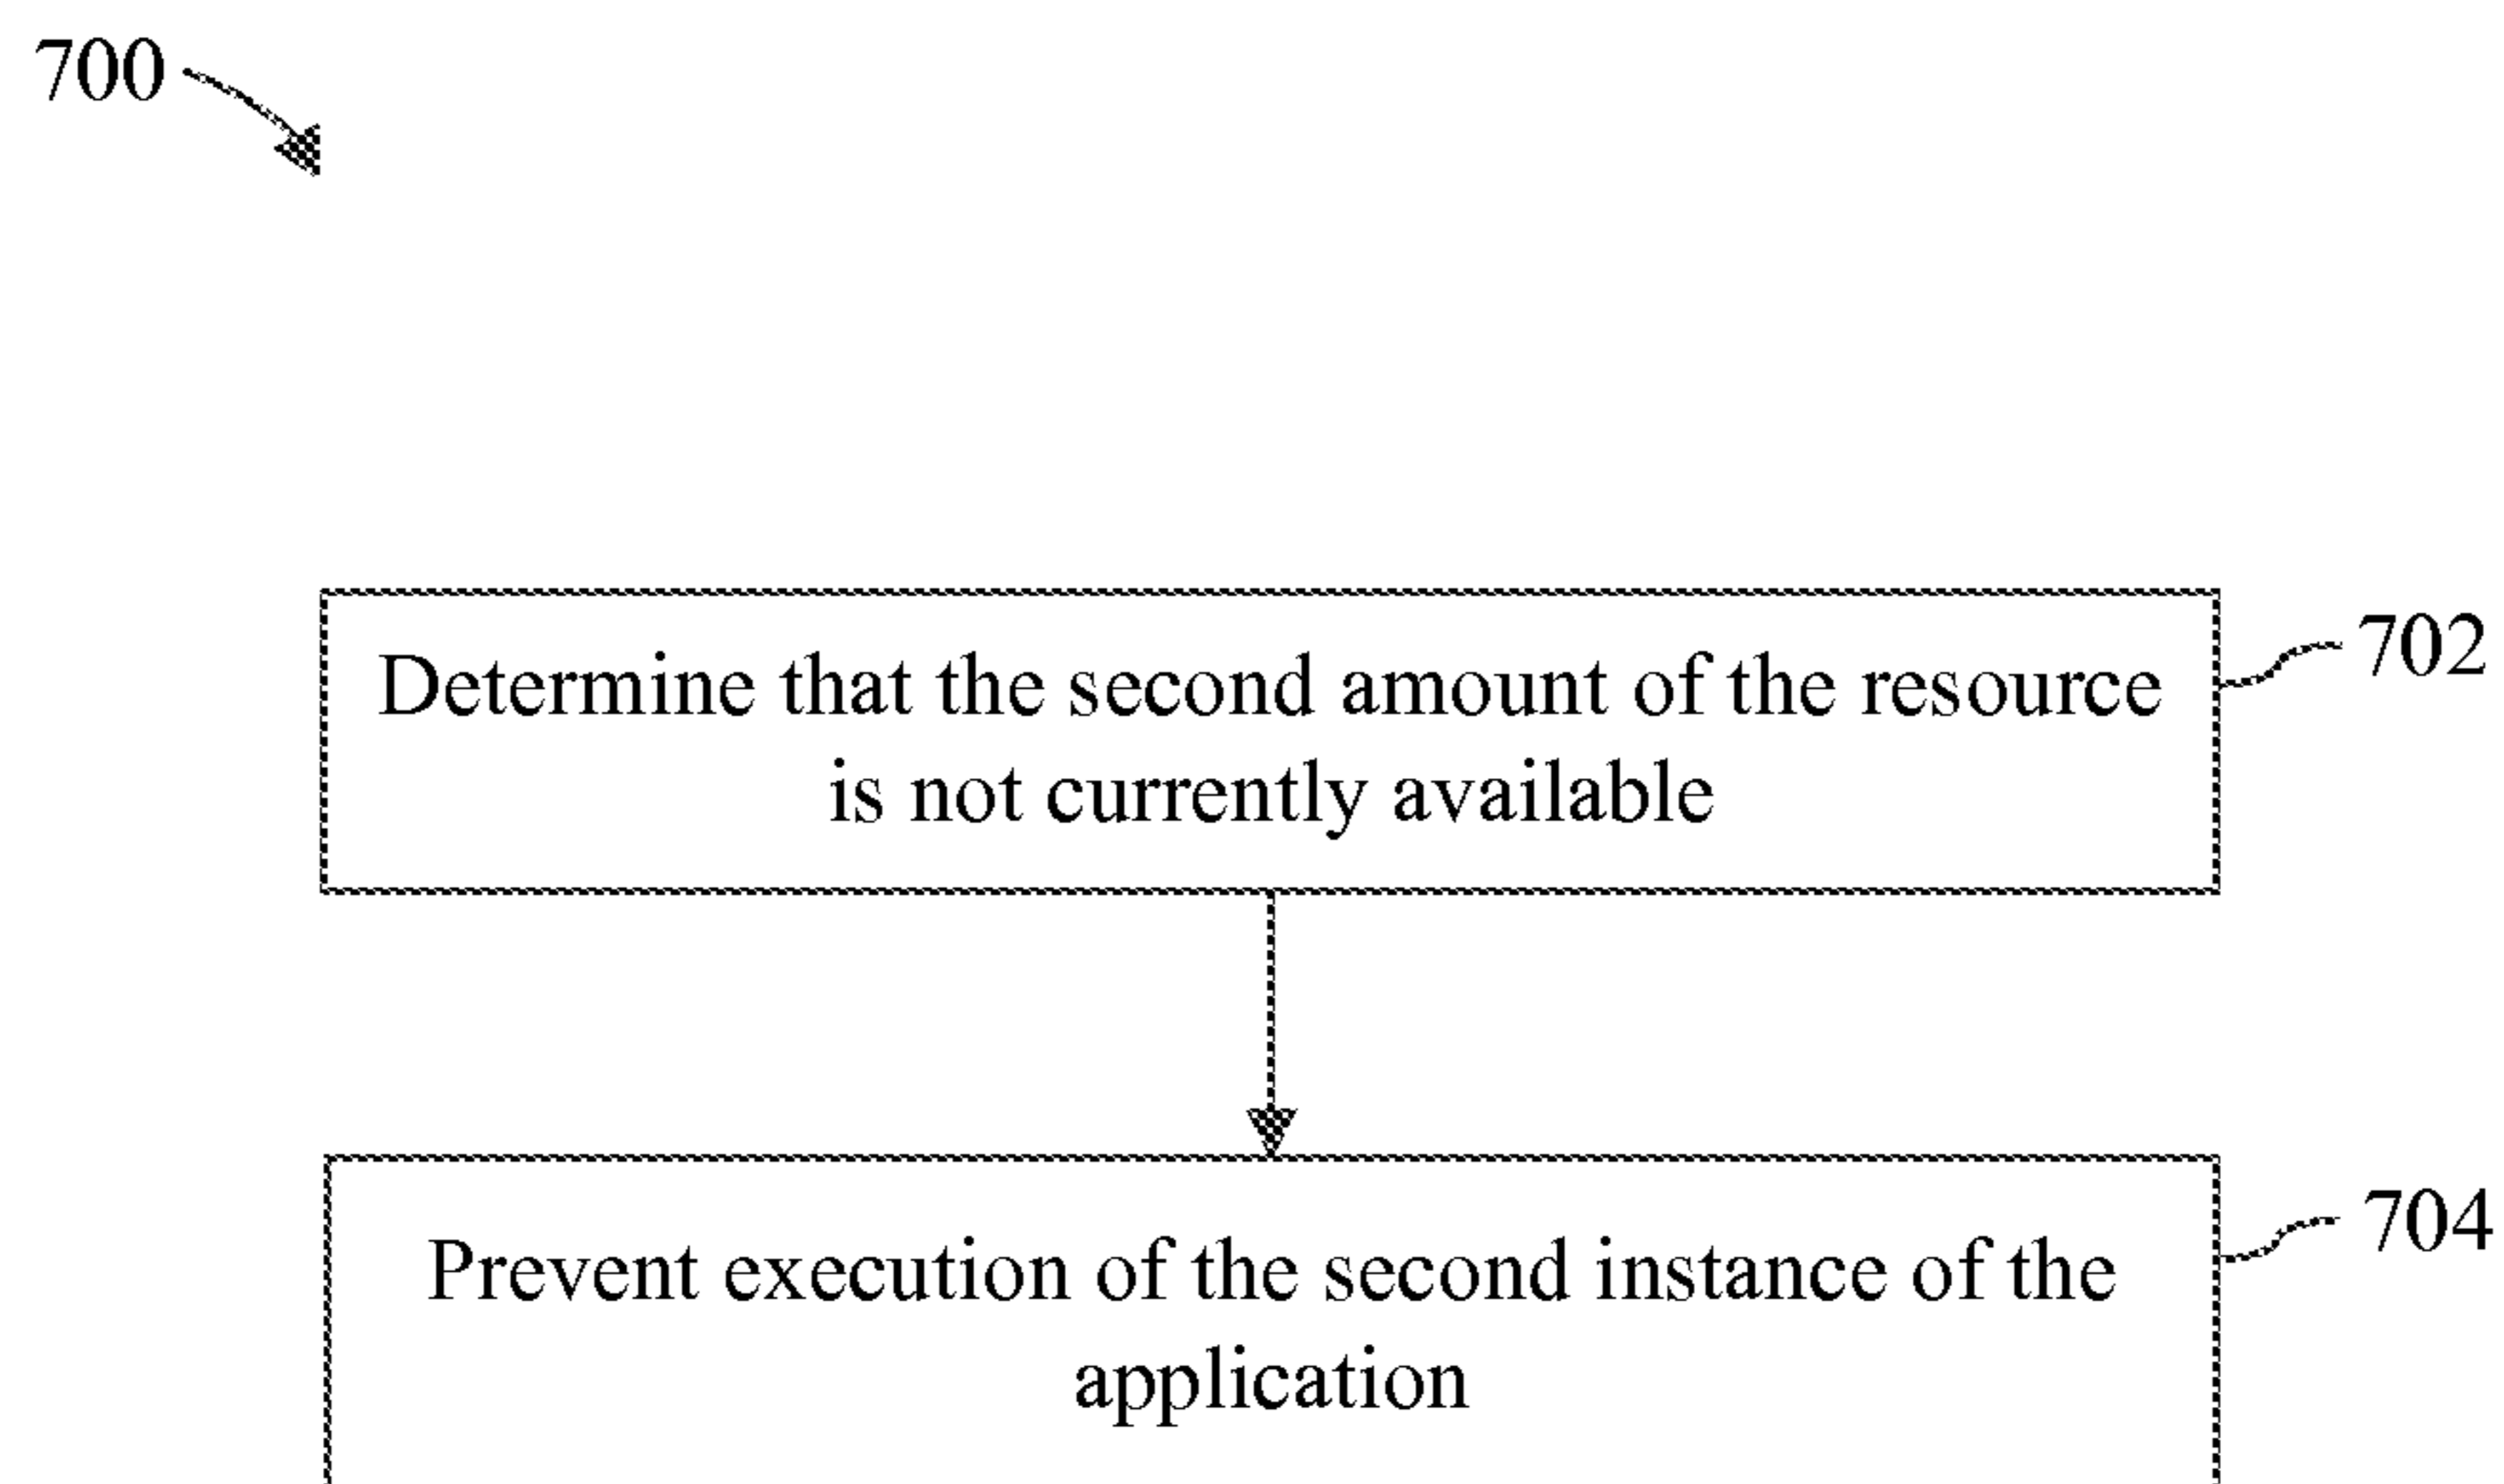 700
Determine that the second amount of the resource
is not currently available
702
Prevent execution of the second instance of the
application
704